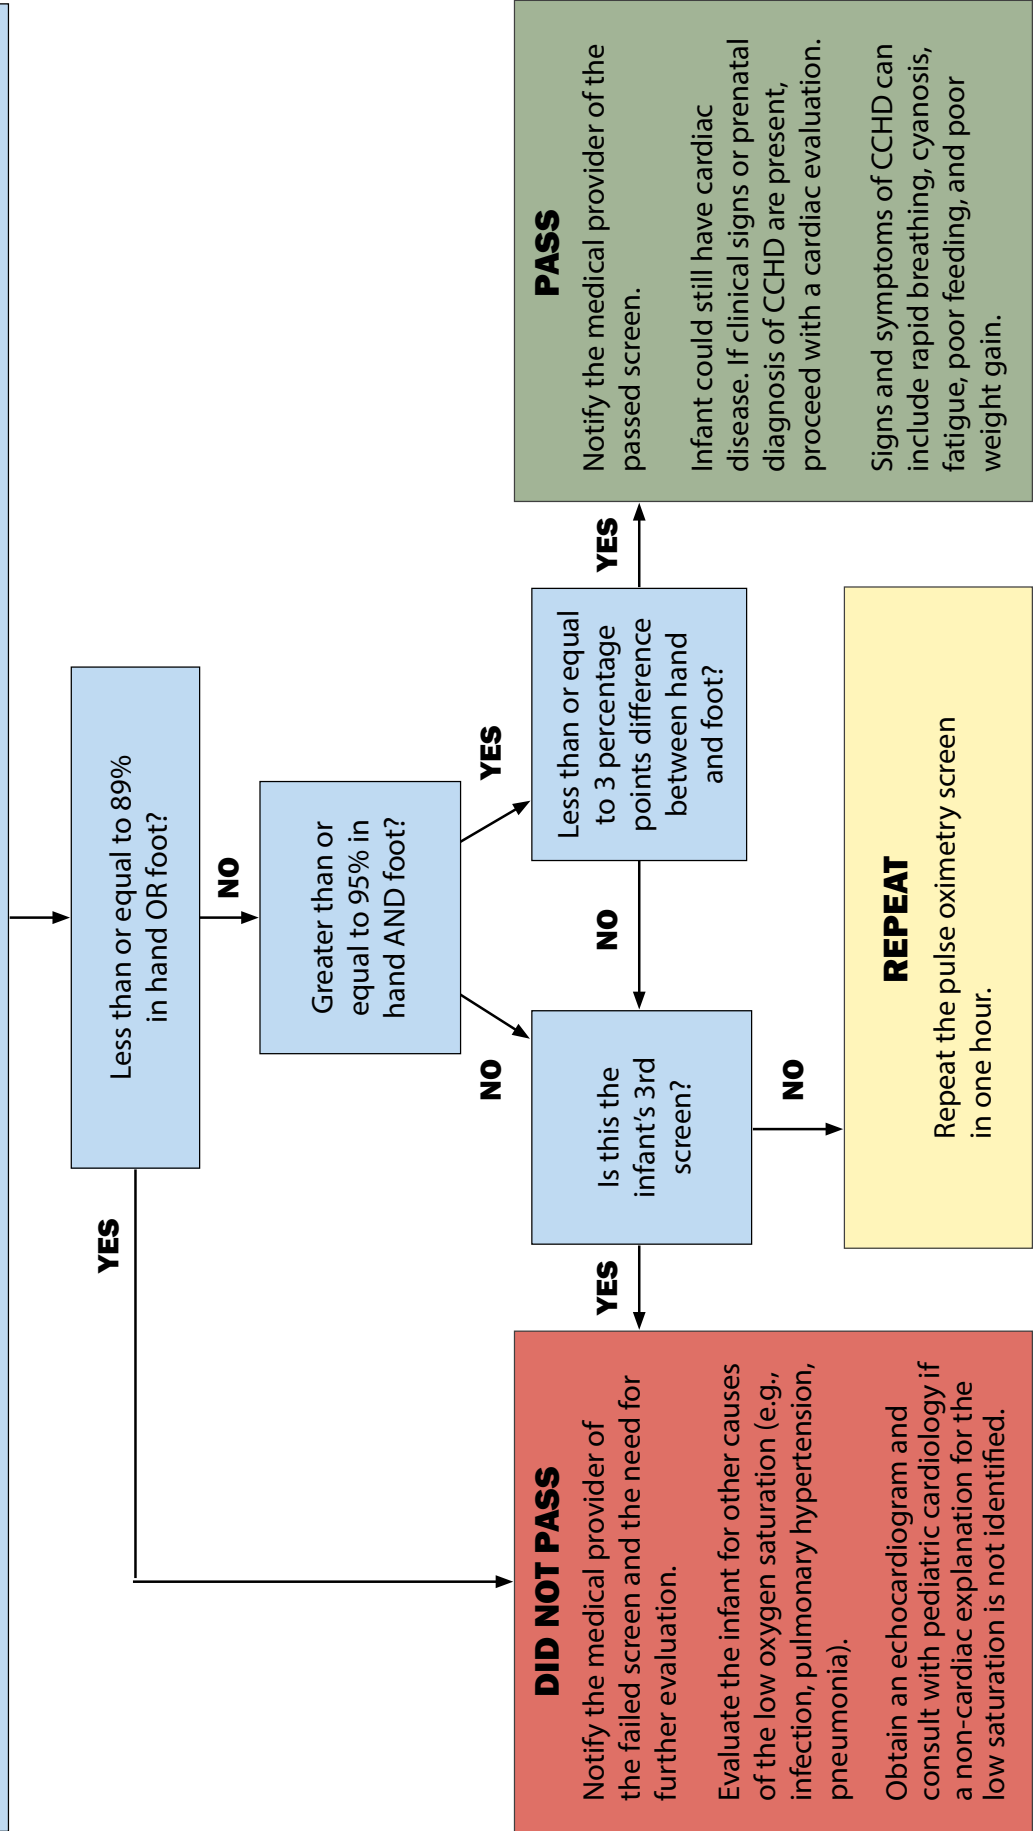 Less than or equal to 89%
in hand OR foot?
YES
NO
Greater than or
equal to 95% in
hand AND foot?
NO
YES
Is this the
infant's 3rd
screen?
NO
Less than or equal
to 3 percentage
points difference
between hand
and foot?
YES
NO
YES
DID NOT PASS
Notify the medical provider of
the failed screen and the need for
further evaluation.
Evaluate the infant for other causes
of the low oxygen saturation (e.g.,
infection, pulmonary hypertension,
pneumonia).
Obtain an echocardiogram and
consult with pediatric cardiology if
a non-cardiac explanation for the
low saturation is not identified.
REPEAT
Repeat the pulse oximetry screen
in one hour.
PASS
Notify the medical provider of the
passed screen.
Infant could still have cardiac
disease. If clinical signs or prenatal
diagnosis of CCHD are present,
proceed with a cardiac evaluation.
Signs and symptoms of CCHD can
include rapid breathing, cyanosis,
fatigue, poor feeding, and poor
weight gain.